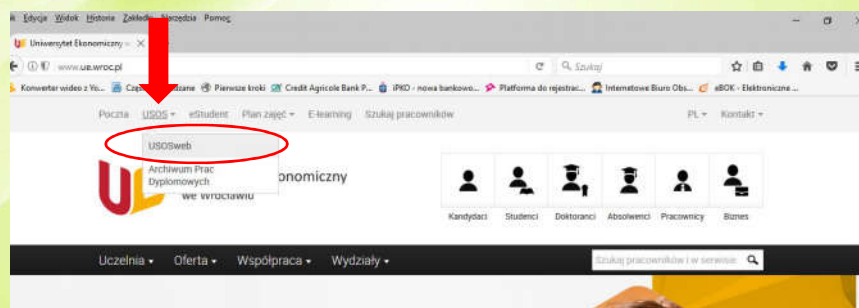 Edycja Widok Historia Zakładki Narzędzia Pomoc
Uniwersytet Ekonomiczny
www.ue.wroc.pl
Szukaj
Konwerter wideo z Yo... Pierwsze kroki Credit Agricole Bank P... iPKO - nowa bankowo... Platforma do rejestrac... Internetowe Biuro Obs... eBOK - Elektroniczne ...
Poczta USOS eStudent Plan zajęć E-learning Szukaj pracowników PL Kontakt
USOSweb
Archiwum Prac
Dyplomowych
onomiczny
we Wrocławiu
Kandydaci Studenci Doktoranci Absolwenci Pracownicy Biznes
Uczelnia Oferta Współpraca Wydziały Szukaj pracowników i w serwisie